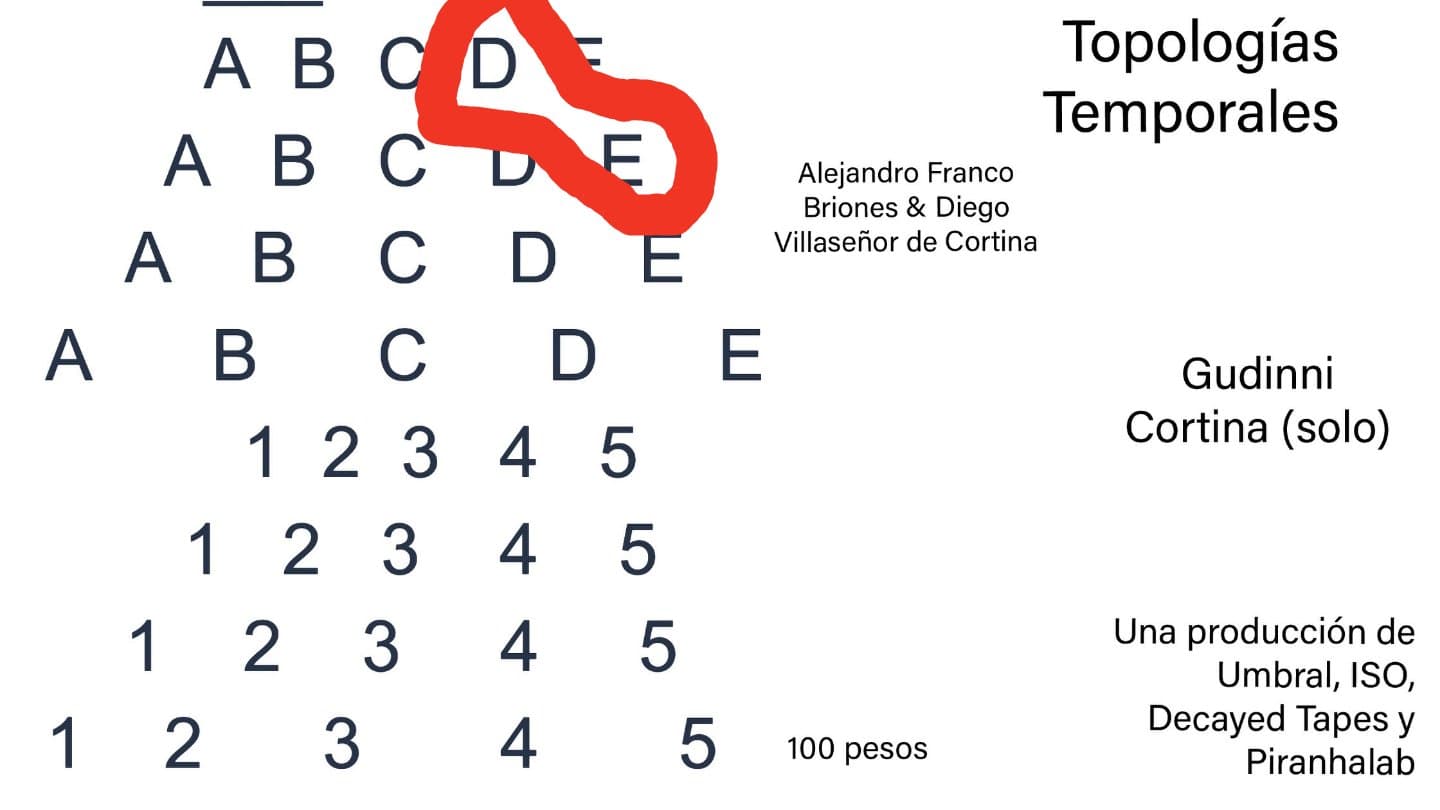 A B C D E
A B C D E
A B C D E
A B C D E
1 2 3 4 5
1 2 3 4 5
1 2 3 4 5
1 2 3 4 5
Topologías
Temporales
Alejandro Franco
Briones & Diego
Villaseñor de Cortina
Gudinni
Cortina (solo)
100 pesos
Una producción de
Umbral, ISO,
Decayed Tapes y
Piranhalab